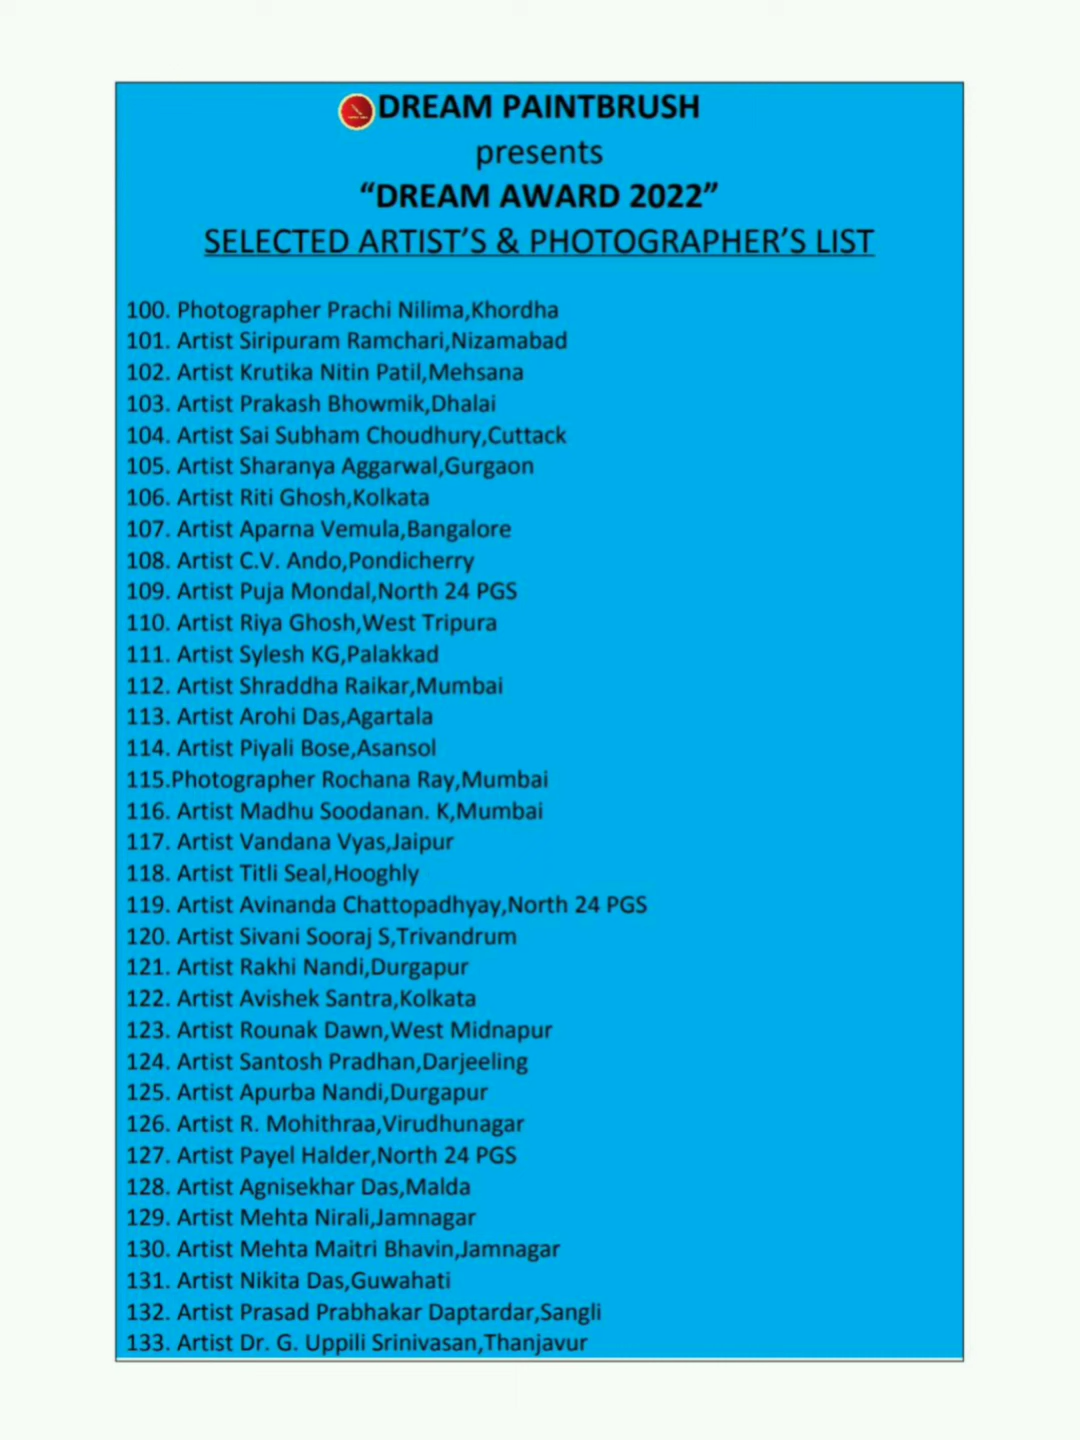 DREAM PAINTBRUSH
presents
“DREAM AWARD 2022”
SELECTED ARTIST’S & PHOTOGRAPHER’S LIST
100. Photographer Prachi Nilima,Khordha
101. Artist Siripuram Ramchari,Nizamabad
102. Artist Krutika Nitin Patil,Mehsana
103. Artist Prakash Bhowmik,Dhalai
104. Artist Sai Subham Choudhury,Cuttack
105. Artist Sharanya Aggarwal,Gurgaon
106. Artist Riti Ghosh,Kolkata
107. Artist Aparna Vemula,Bangalore
108. Artist C.V. Ando,Pondicherry
109. Artist Puja Mondal,North 24 PGS
110. Artist Riya Ghosh,West Tripura
111. Artist Sylesh KG,Palakkad
112. Artist Shraddha Raikar,Mumbai
113. Artist Arohi Das,Agartala
114. Artist Piyali Bose,Asansol
115.Photographer Rochana Ray,Mumbai
116. Artist Madhu Soodanan. K,Mumbai
117. Artist Vandana Vyas,Jaipur
118. Artist Titli Seal,Hooghly
119. Artist Avinanda Chattopadhyay,North 24 PGS
120. Artist Sivani Sooraj S,Trivandrum
121. Artist Rakhi Nandi,Durgapur
122. Artist Avishek Santra,Kolkata
123. Artist Rounak Dawn,West Midnapur
124. Artist Santosh Pradhan,Darjeeling
125. Artist Apurba Nandi,Durgapur
126. Artist R. Mohithraa,Virudhunagar
127. Artist Payel Halder,North 24 PGS
128. Artist Agnisekhar Das,Malda
129. Artist Mehta Nirali,Jamnagar
130. Artist Mehta Maitri Bhavin,Jamnagar
131. Artist Nikita Das,Guwahati
132. Artist Prasad Prabhakar Daptardar,Sangli
133. Artist Dr. G. Uppili Srinivasan,Thanjavur